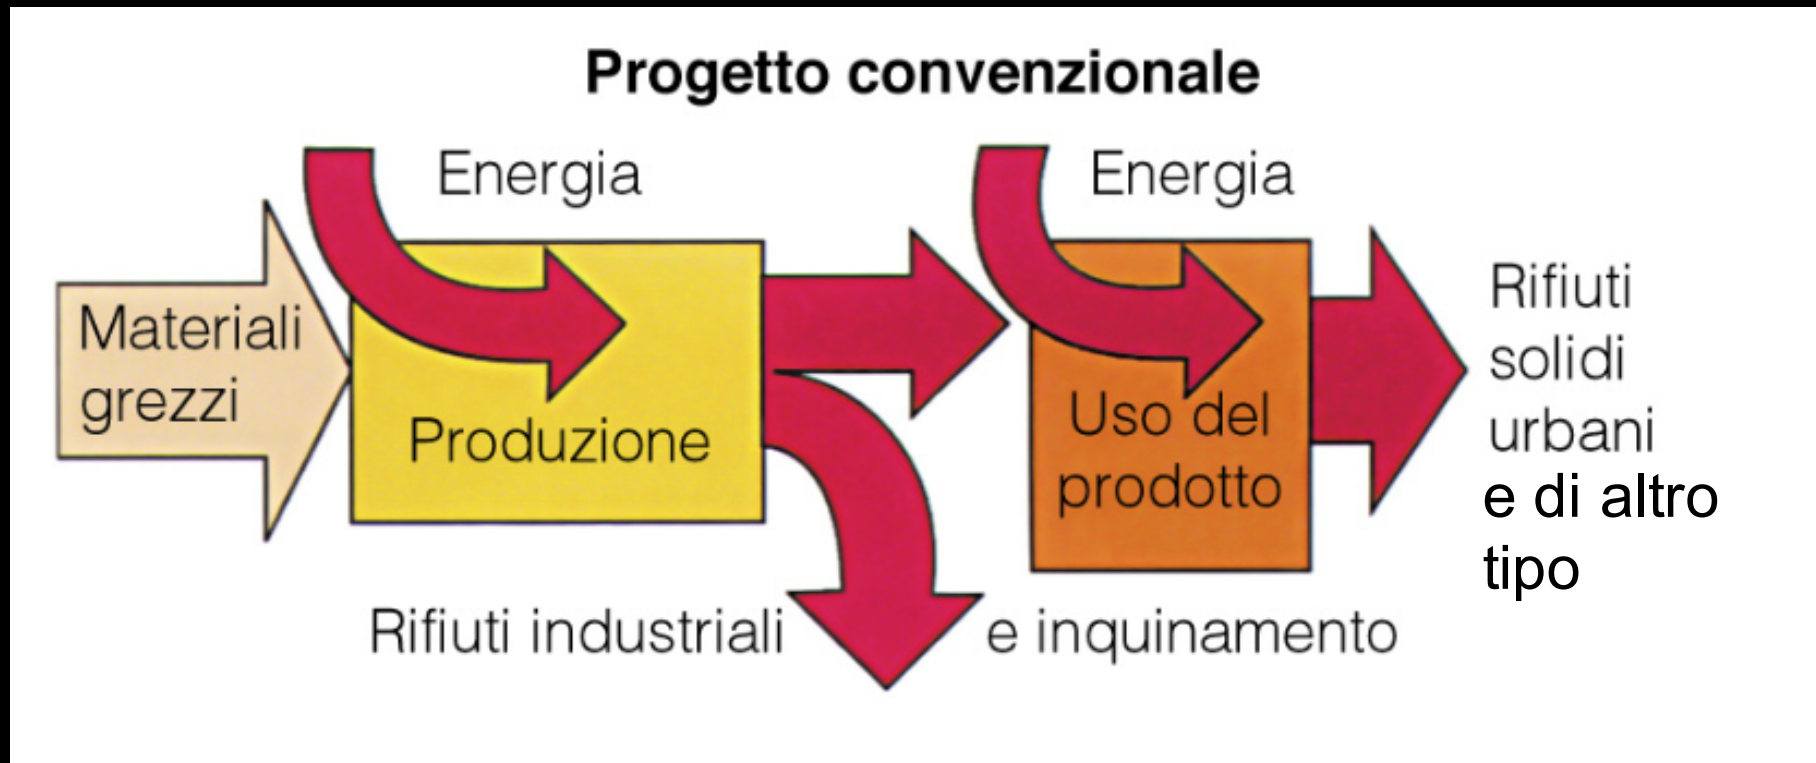 Progetto convenzionale
Energia
Energia
Materiali
grezzi
Produzione
Uso del
prodotto
Rifiuti
solidi
urbani
e di altro
tipo
Rifiuti industriali e inquinamento